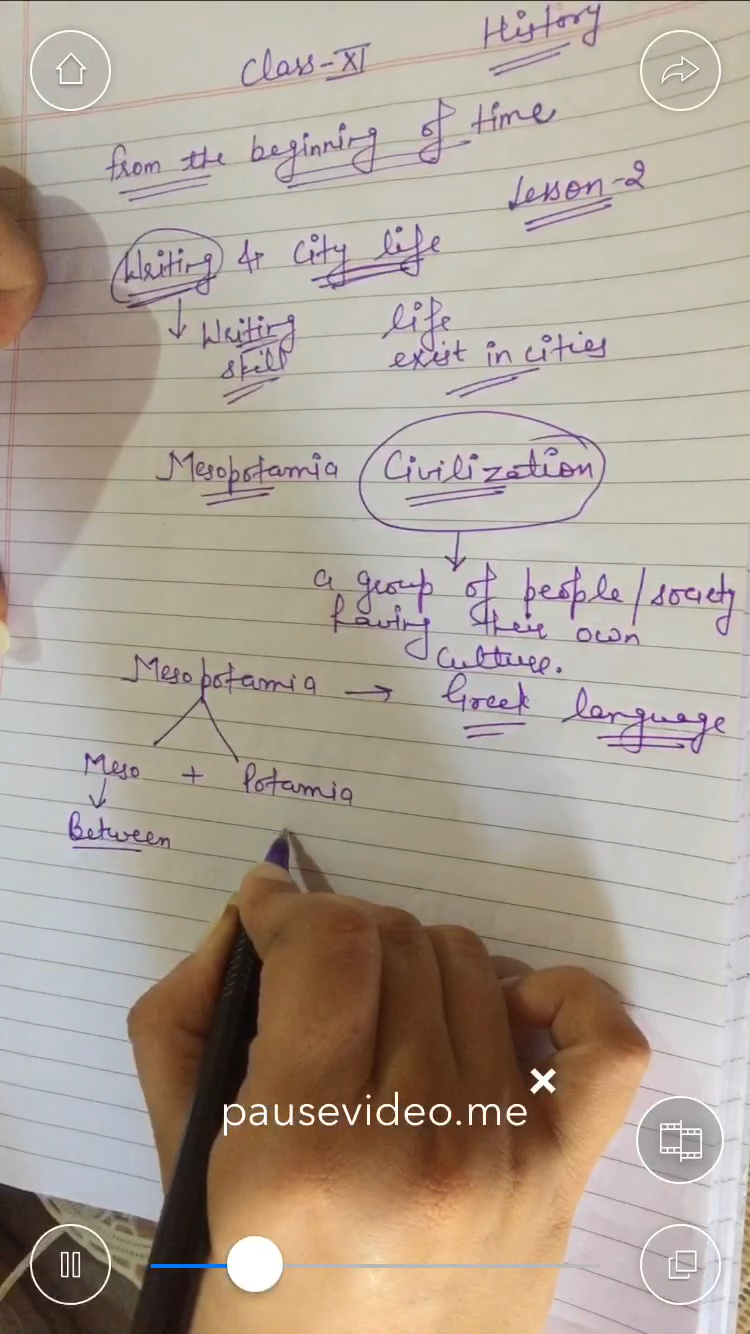 History
Class-XI
from the beginning of time
Lesson-2
Writing & City life
Writing life
skill exist in cities
Mesopotamia Civilization
a group of people/society
having their own
culture.
Mesopotamia → Greek language
Meso + Potamia
Between
pausevideo.me